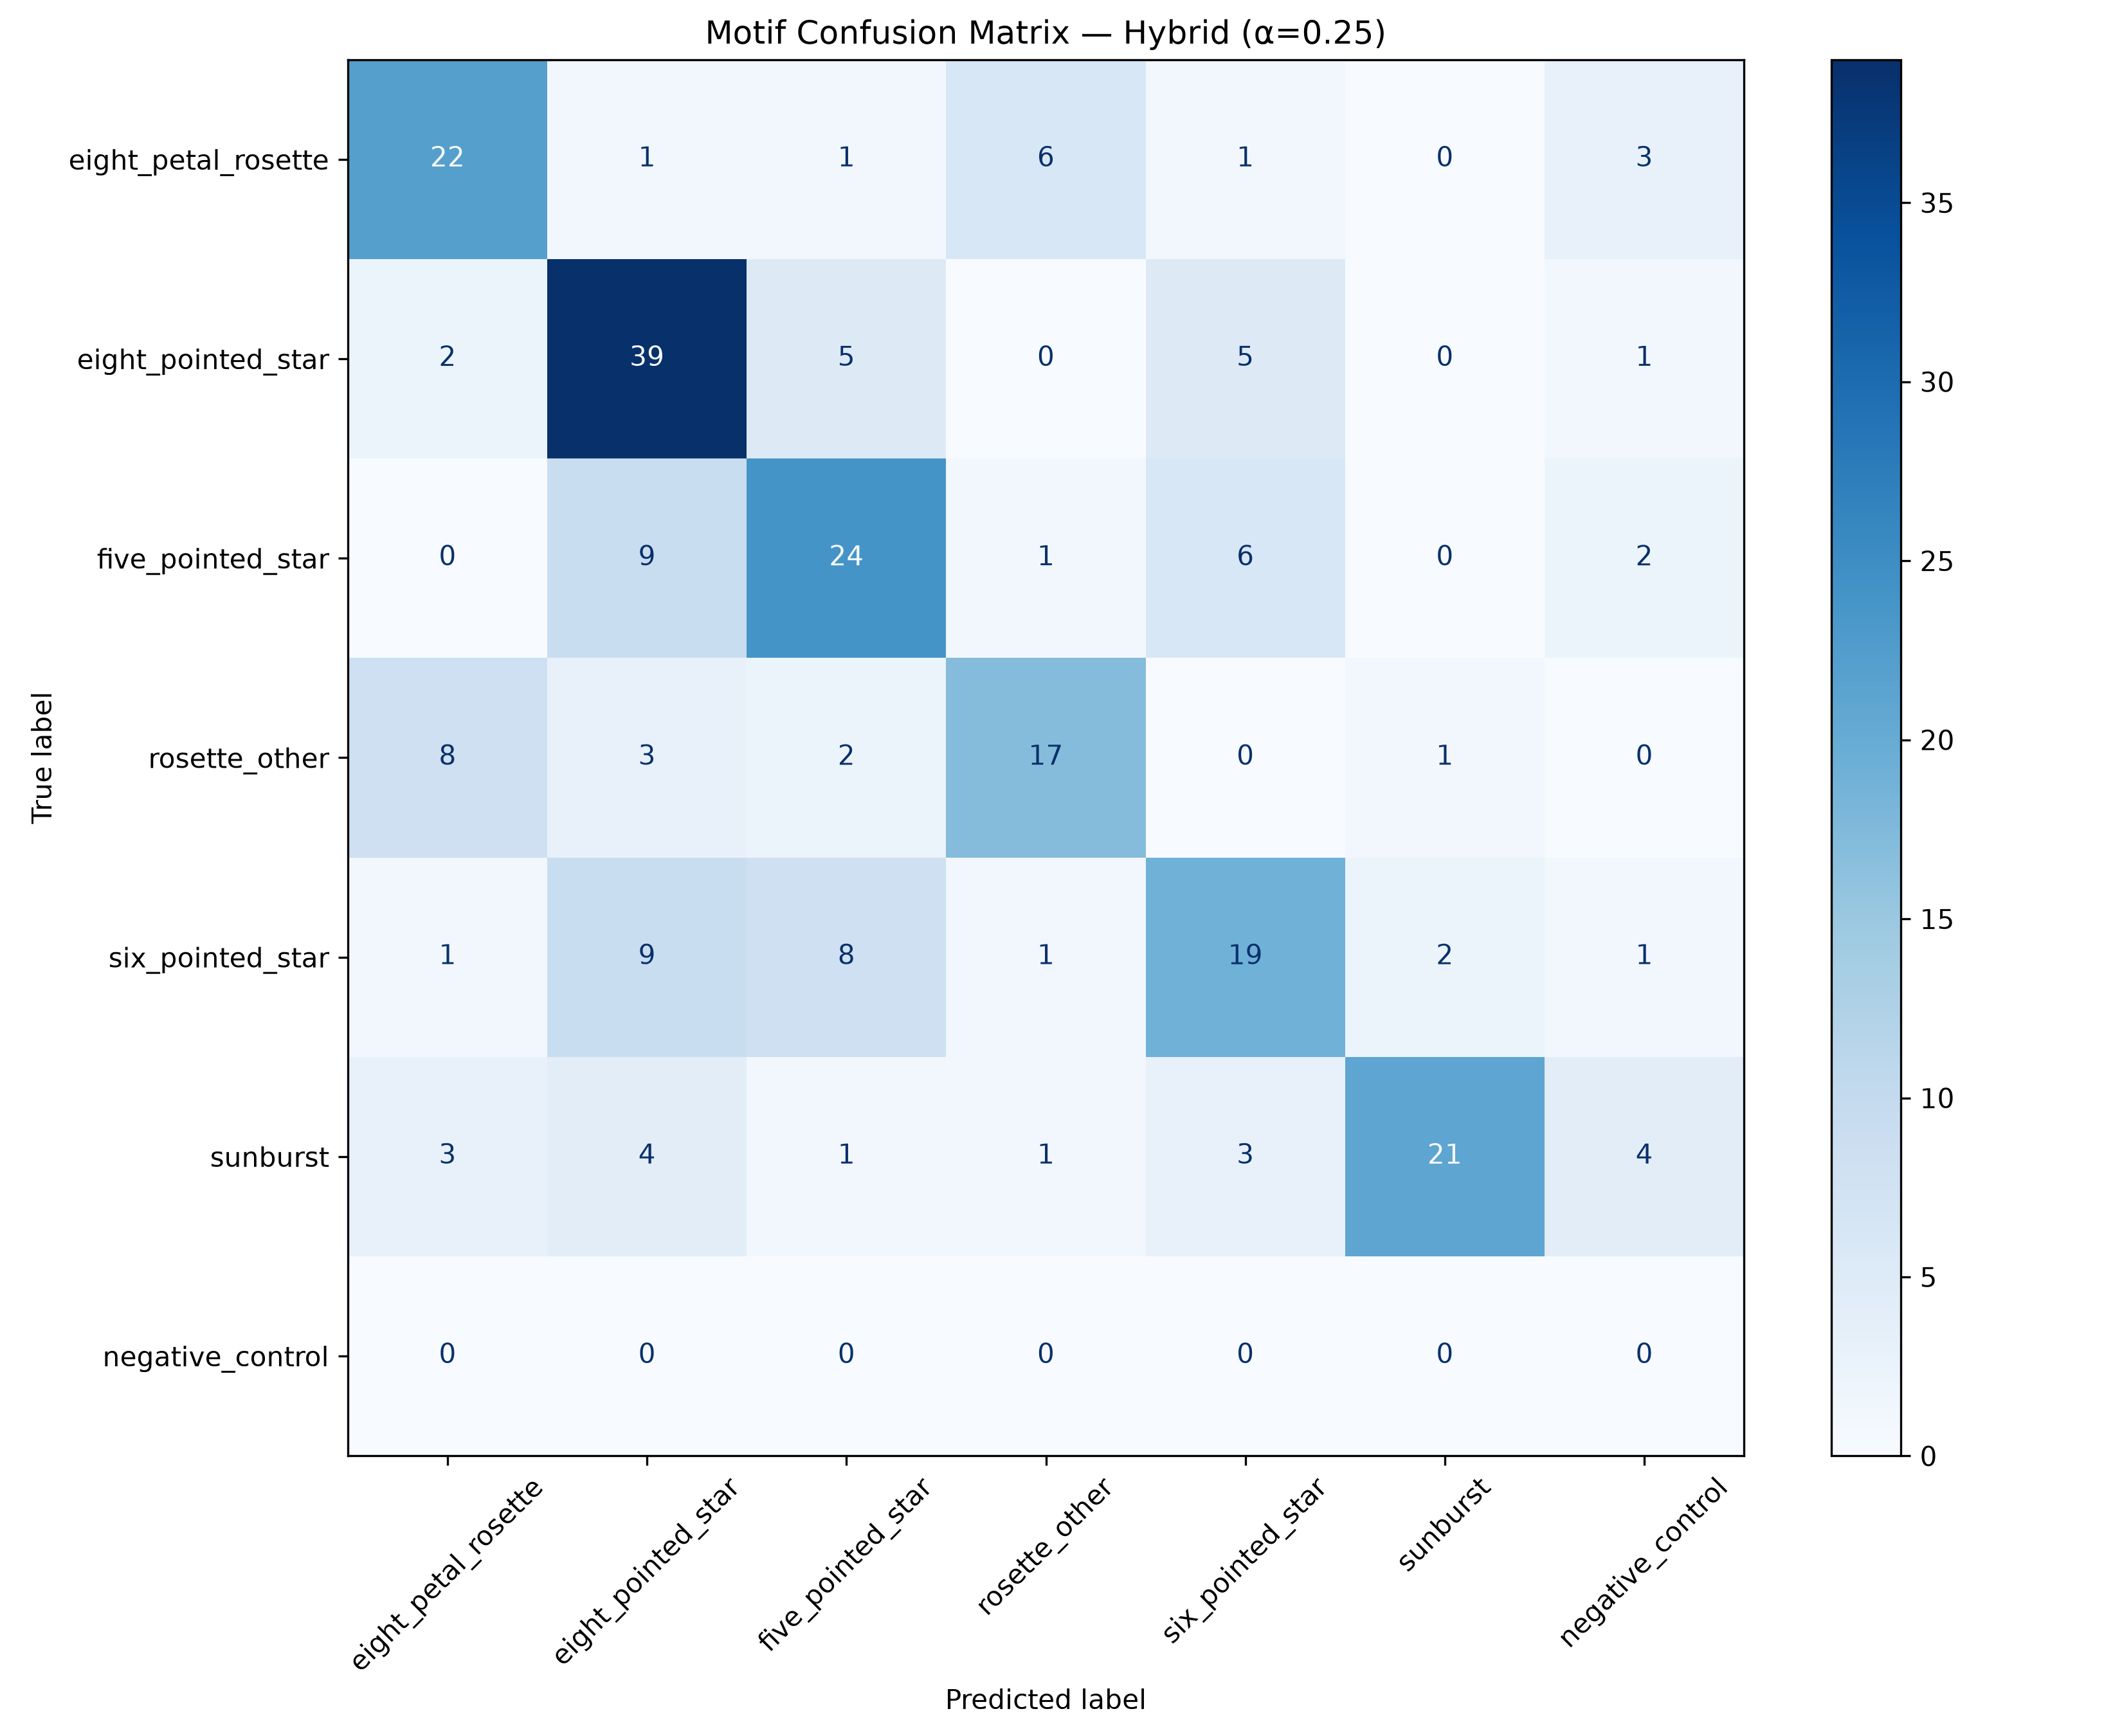 Motif Confusion Matrix — Hybrid (α=0.25)
True label
eight_petal_rosette 22 1 1 6 1 0 3
eight_pointed_star 2 39 5 0 5 0 1
five_pointed_star 0 9 24 1 6 0 2
rosette_other 8 3 2 17 0 1 0
six_pointed_star 1 9 8 1 19 2 1
sunburst 3 4 1 1 3 21 4
negative_control 0 0 0 0 0 0 0
eight_petal_rosette eight_pointed_star five_pointed_star rosette_other six_pointed_star sunburst negative_control
Predicted label
35
30
25
20
15
10
5
0